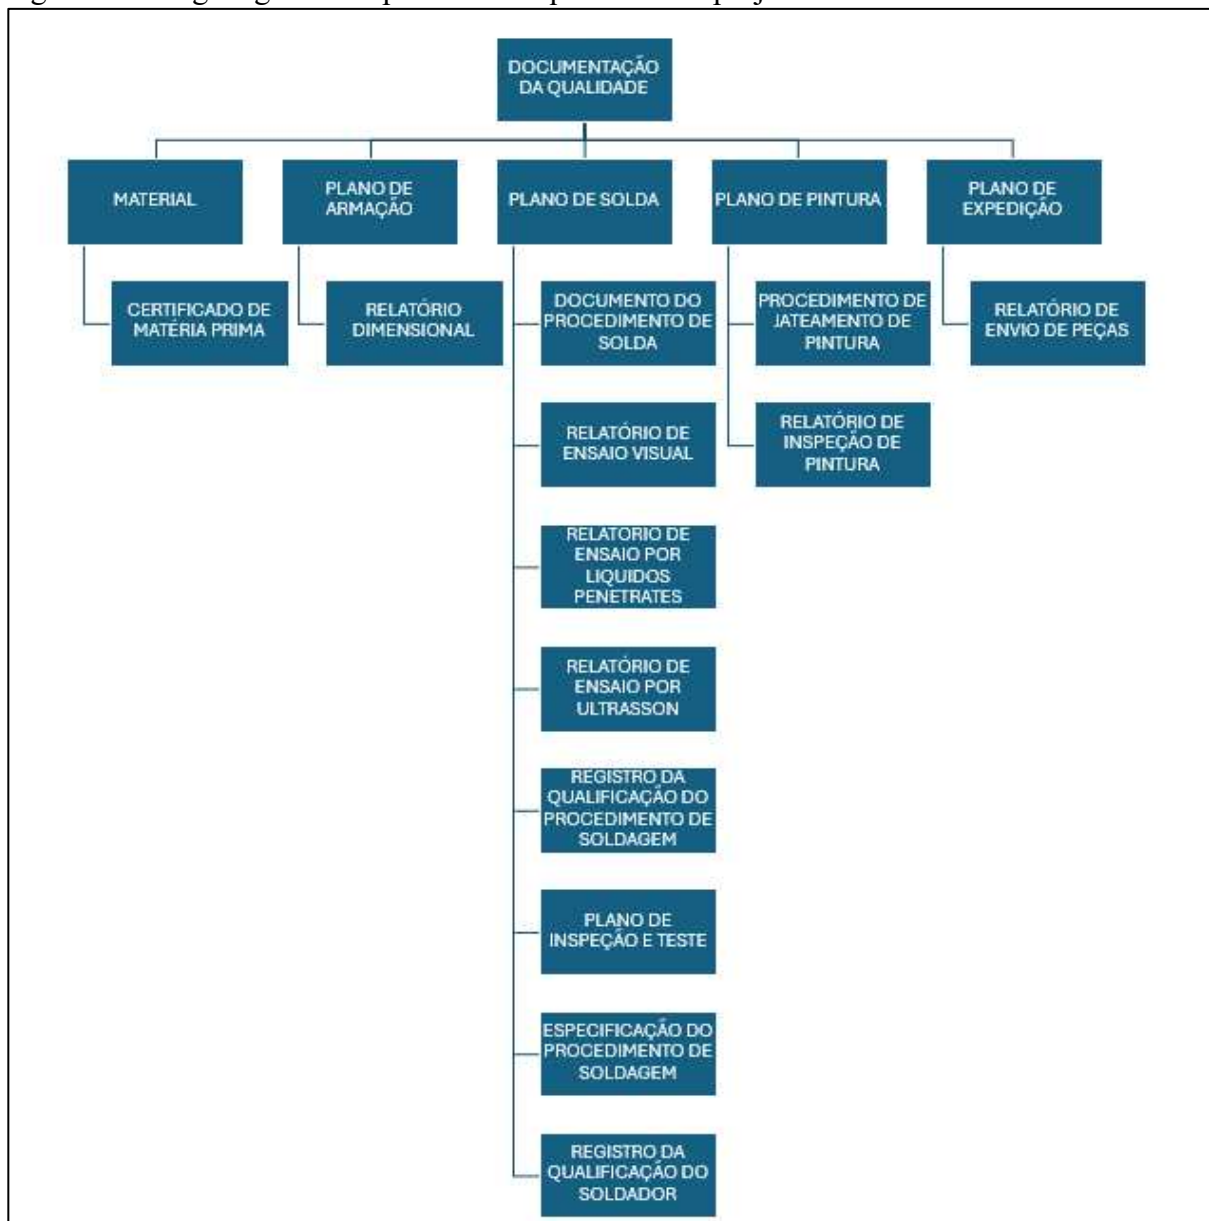 DOCUMENTAÇÃO
DA QUALIDADE
MATERIAL
PLANO DE
ARMAÇÃO
PLANO DE SOLDA
PLANO DE PINTURA
PLANO DE
EXPEDIÇÃO
CERTIFICADO DE
MATÉRIA PRIMA
RELATÓRIO
DIMENSIONAL
DOCUMENTO DO
PROCEDIMENTO DE
SOLDA
PROCEDIMENTO DE
JATEAMENTO DE
PINTURA
RELATÓRIO DE
ENVIO DE PEÇAS
RELATÓRIO DE
ENSAIO VISUAL
RELATÓRIO DE
INSPEÇÃO DE
PINTURA
RELATORIO DE
ENSAIO POR
LIQUIDOS
PENETRATES
RELATÓRIO DE
ENSAIO POR
ULTRASSON
REGISTRO DA
QUALIFICAÇÃO DO
PROCEDIMENTO DE
SOLDAGEM
PLANO DE
INSPEÇÃO E TESTE
ESPECIFICAÇÃO DO
PROCEDIMENTO DE
SOLDAGEM
REGISTRO DA
QUALIFICAÇÃO DO
SOLDADOR